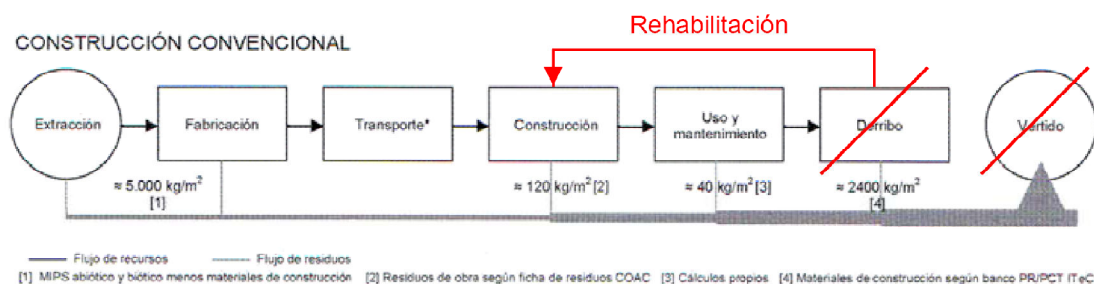 Rehabilitación
CONSTRUCCIÓN CONVENCIONAL
Extracción
Fabricación
Transporte*
Construcción
Uso y
mantenimiento
Derribo
Vertido
≈ 5.000 kg/m²
[1]
≈ 120 kg/m² [2]
≈ 40 kg/m² [3]
≈ 2400 kg/m²
[4]
Flujo de recursos Flujo de residuos
[1] MIPS abiótico y biótico menos materiales de construcción [2] Residuos de obra según ficha de residuos COAC [3] Cálculos propios [4] Materiales de construcción según banco PR/PCT ITeC